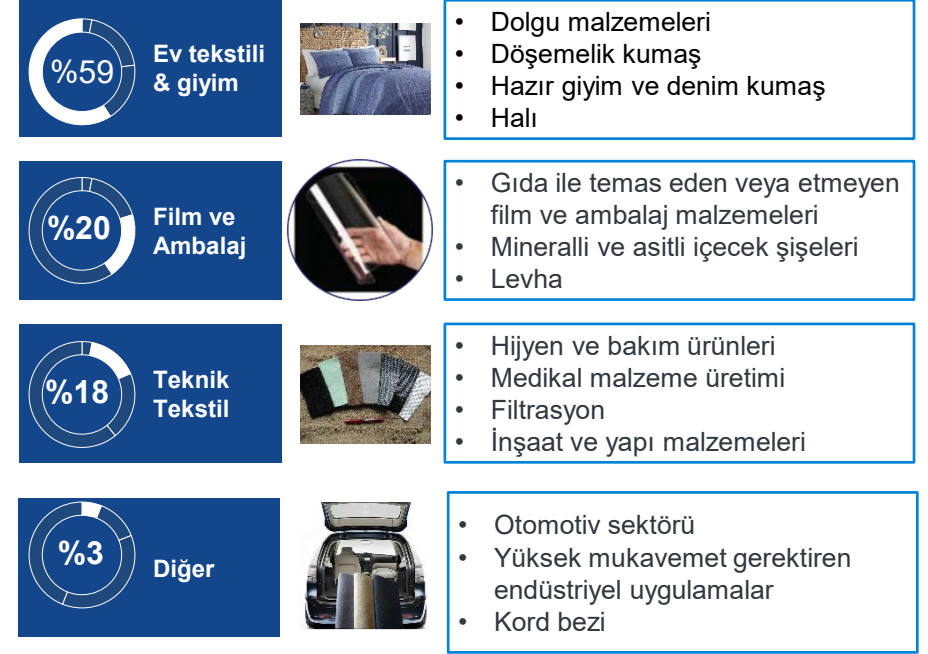 %59
Ev tekstili
& giyim
• Dolgu malzemeleri
• Döşemelik kumaş
• Hazır giyim ve denim kumaş
• Halı
%20
Film ve
Ambalaj
• Gıda ile temas eden veya etmeyen
film ve ambalaj malzemeleri
• Mineralli ve asitli içecek şişeleri
• Levha
%18
Teknik
Tekstil
• Hijyen ve bakım ürünleri
• Medikal malzeme üretimi
• Filtrasyon
• İnşaat ve yapı malzemeleri
%3
Diğer
• Otomotiv sektörü
• Yüksek mukavemet gerektiren
endüstriyel uygulamalar
• Kord bezi